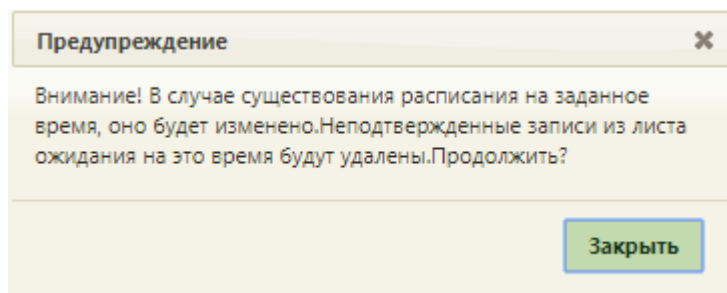 Предупреждение
Внимание! В случае существования расписания на заданное
время, оно будет изменено.Неподтвержденные записи из листа
ожидания на это время будут удалены.Продолжить?
Закрыть